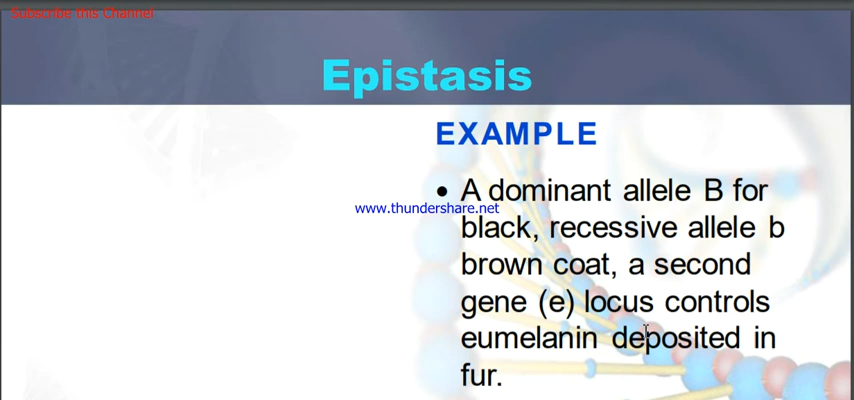 Subscribe this Channel
Epistasis
EXAMPLE
• A dominant allele B for
www.thundershare.net
black, recessive allele b
brown coat, a second
gene (e) locus controls
eumelanin deposited in
fur.